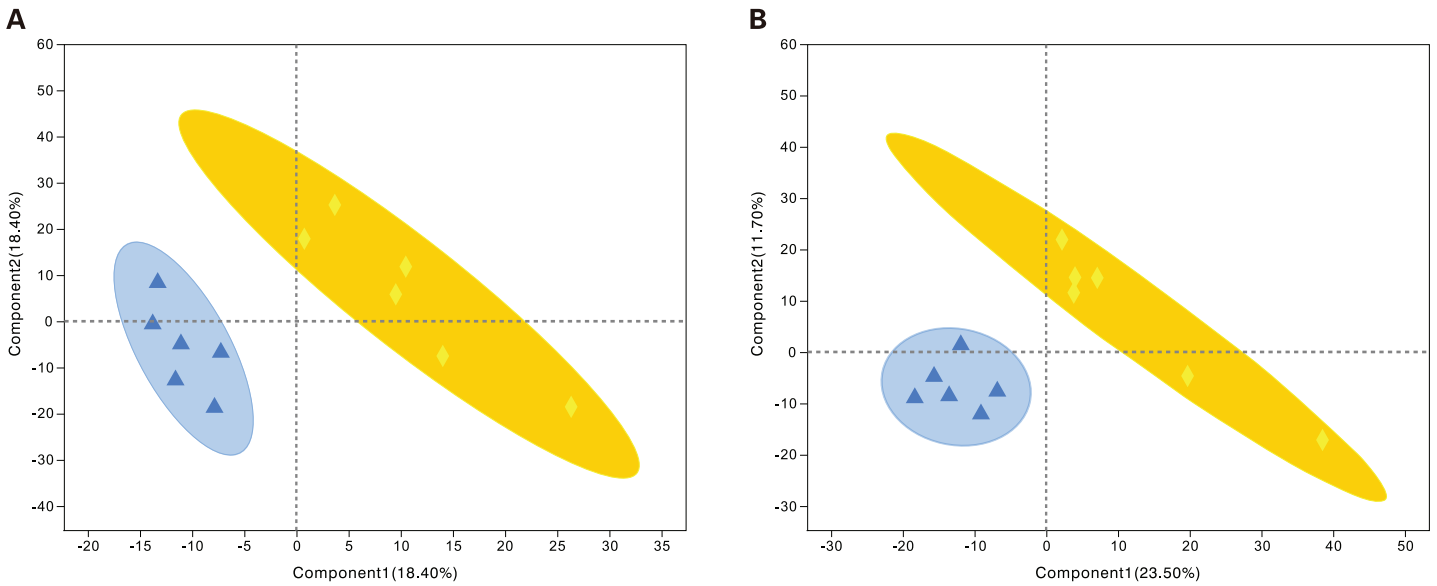 A
60
50
40
30
20
10
0
-10
-20
-30
-40
Component2(18.40%)
-20 -15 -10 -5 0 5 10 15 20 25 30 35
Component1(18.40%)
B
60
50
40
30
20
10
0
-10
-20
-30
Component2(11.70%)
-30 -20 -10 0 10 20 30 40 50
Component1(23.50%)